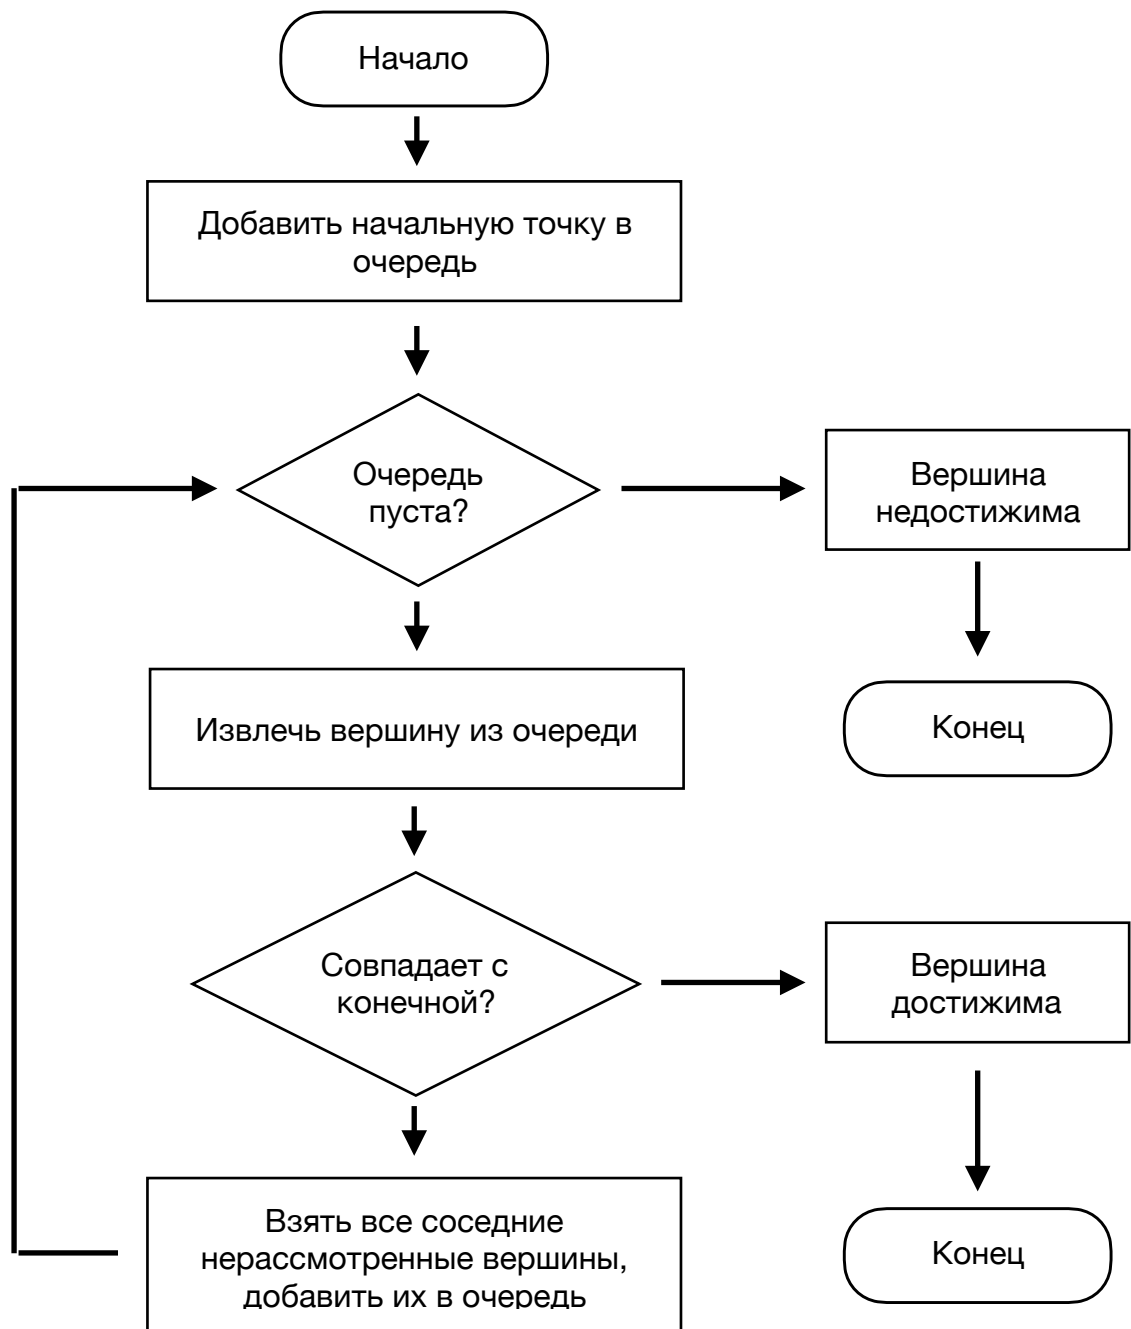 Начало
Добавить начальную точку в
очередь
Очередь
пуста?
Вершина
недостижима
Извлечь вершину из очереди
Конец
Совпадает с
конечной?
Вершина
достижима
Взять все соседние
нерассмотренные вершины,
добавить их в очередь
Конец